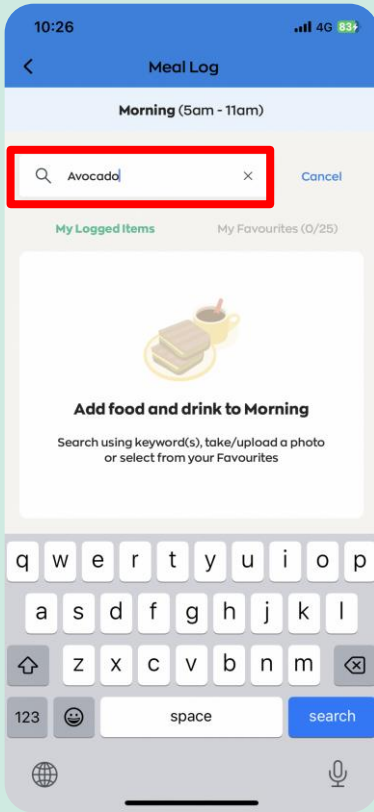 10:26 4G 83
Meal Log
Morning (5am - 11am)
Avocado Cancel
My Logged Items My Favourites (0/25)
Add food and drink to Morning
Search using keyword(s), take/upload a photo
or select from your Favourites
q w e r t y u i o p
a s d f g h j k l
z x c v b n m
123 space search